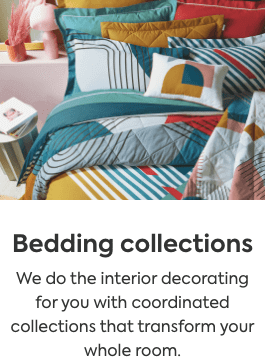 Bedding collections
We do the interior decorating
for you with coordinated
collections that transform your
whole room.